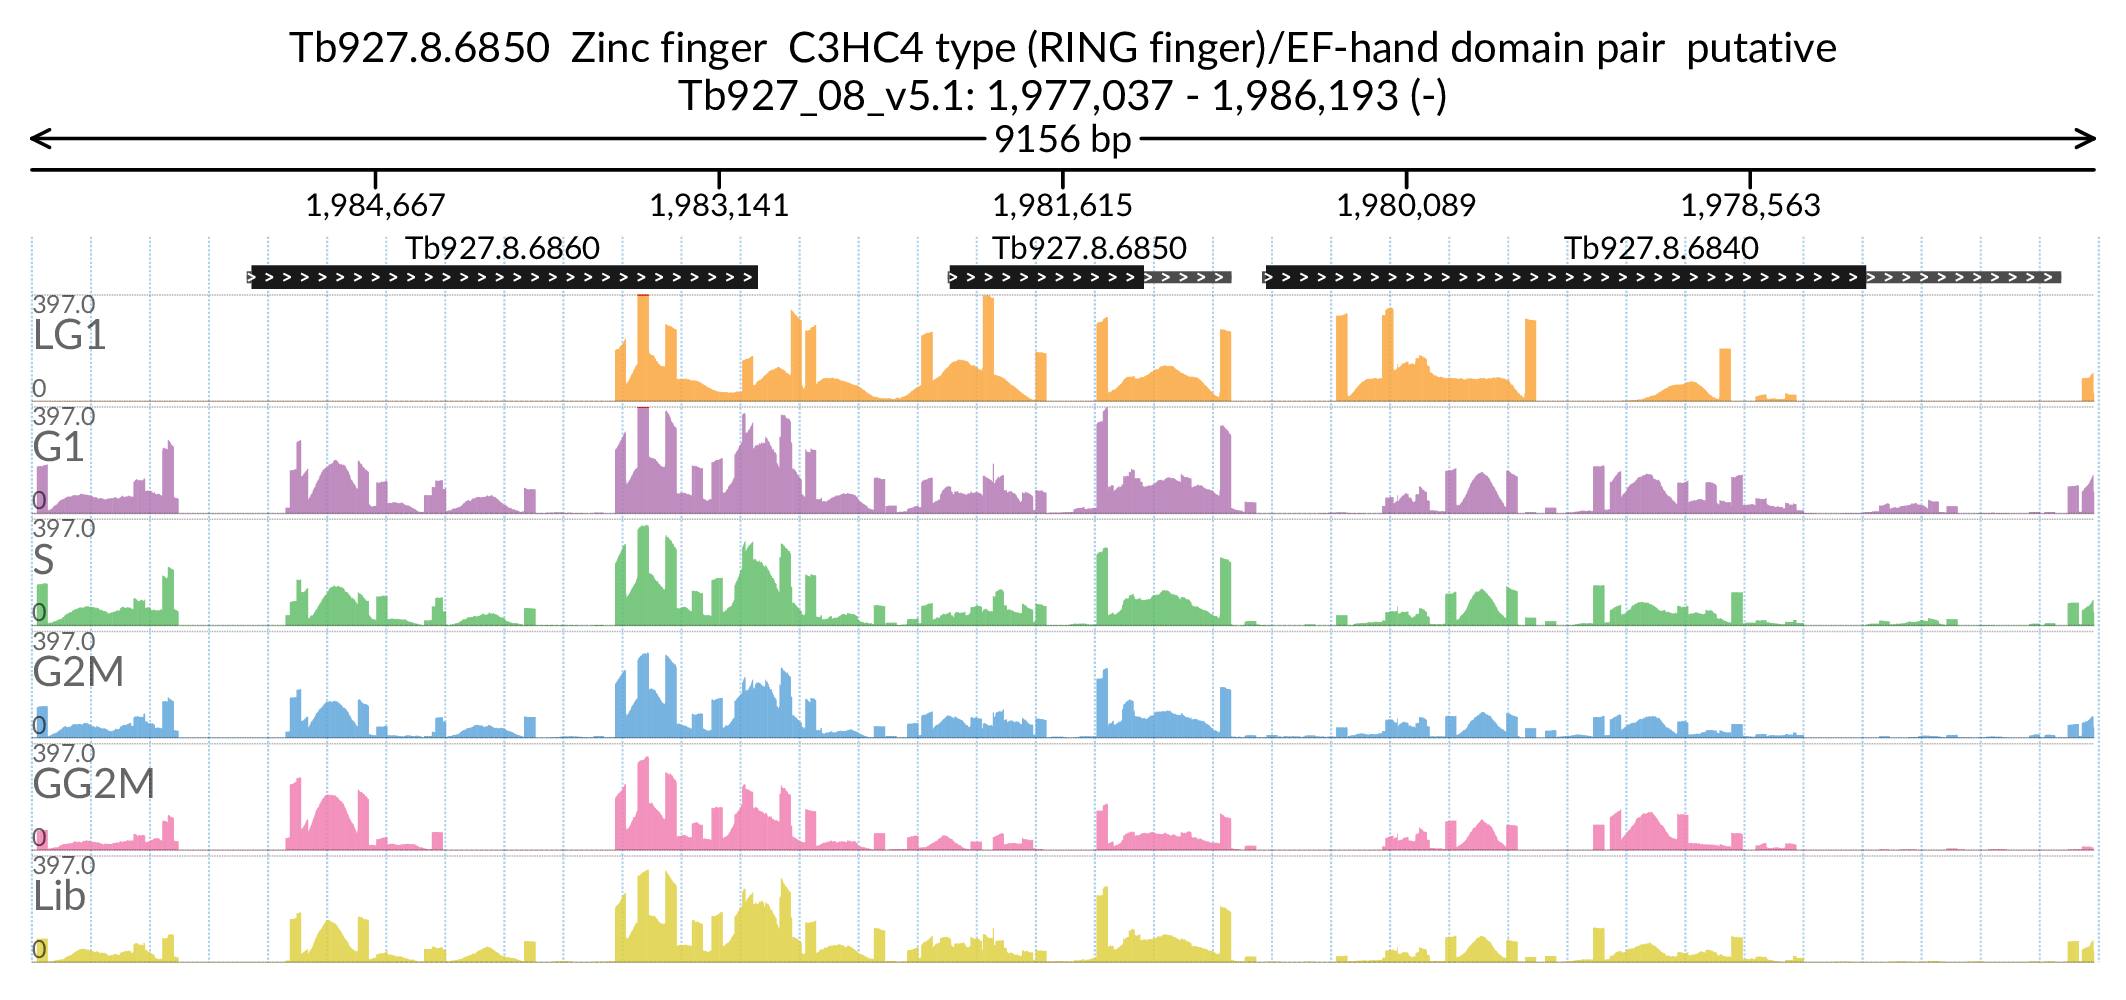 Tb927.8.6850 Zinc finger C3HC4 type (RING finger)/EF-hand domain pair putative
Tb927_08_v5.1: 1,977,037 - 1,986,193 (-)
9156 bp
1,984,667 1,983,141 1,981,615 1,980,089 1,978,563
Tb927.8.6860 Tb927.8.6850 Tb927.8.6840
397.0
LG1
0
397.0
G1
0
397.0
S
0
397.0
G2M
0
397.0
GG2M
0
397.0
Lib
0